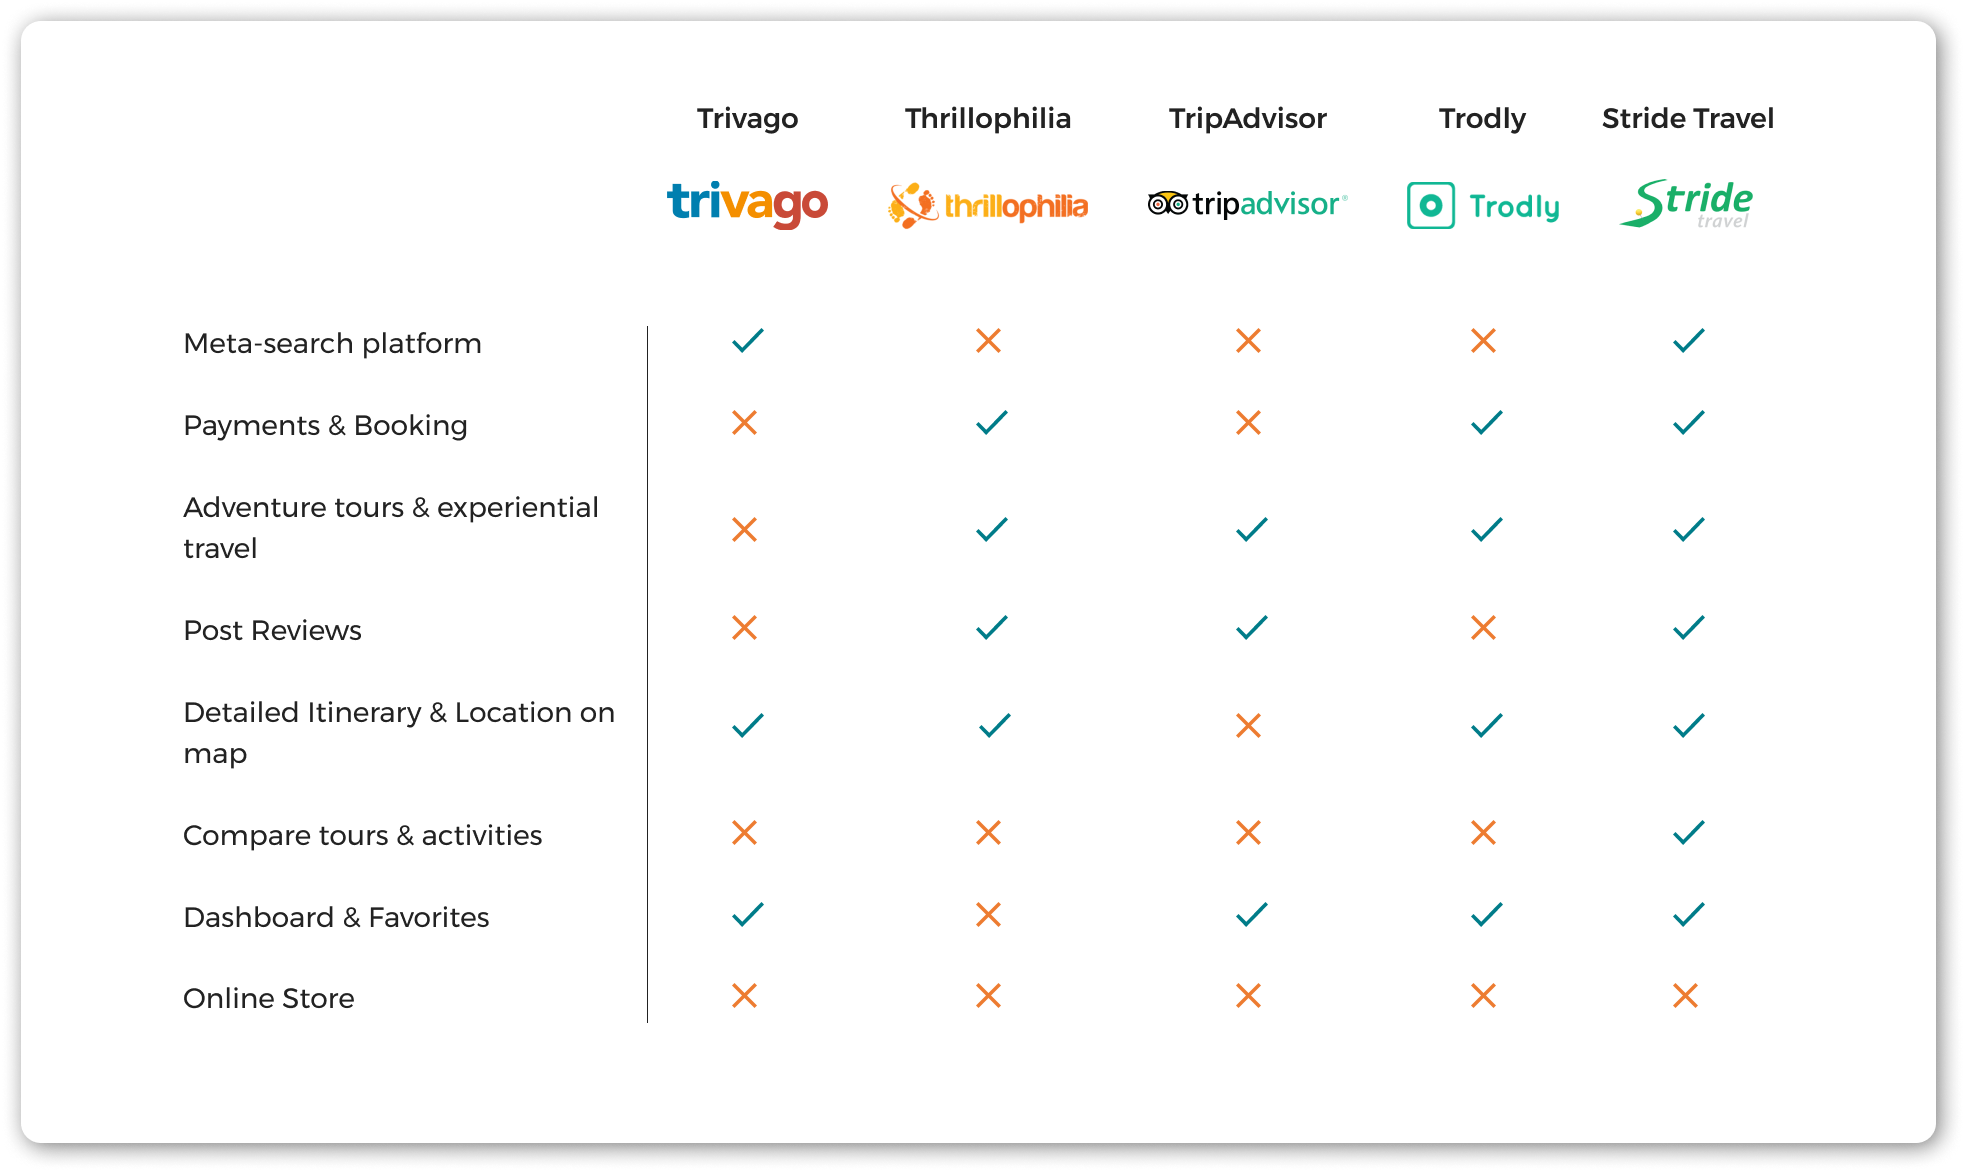 Trivago Thrillophilia TripAdvisor Trodly Stride Travel
trivago thrillophilia tripadvisor® Trodly Stride travel
Meta-search platform
Payments & Booking
Adventure tours & experiential
travel
Post Reviews
Detailed Itinerary & Location on
map
Compare tours & activities
Dashboard & Favorites
Online Store